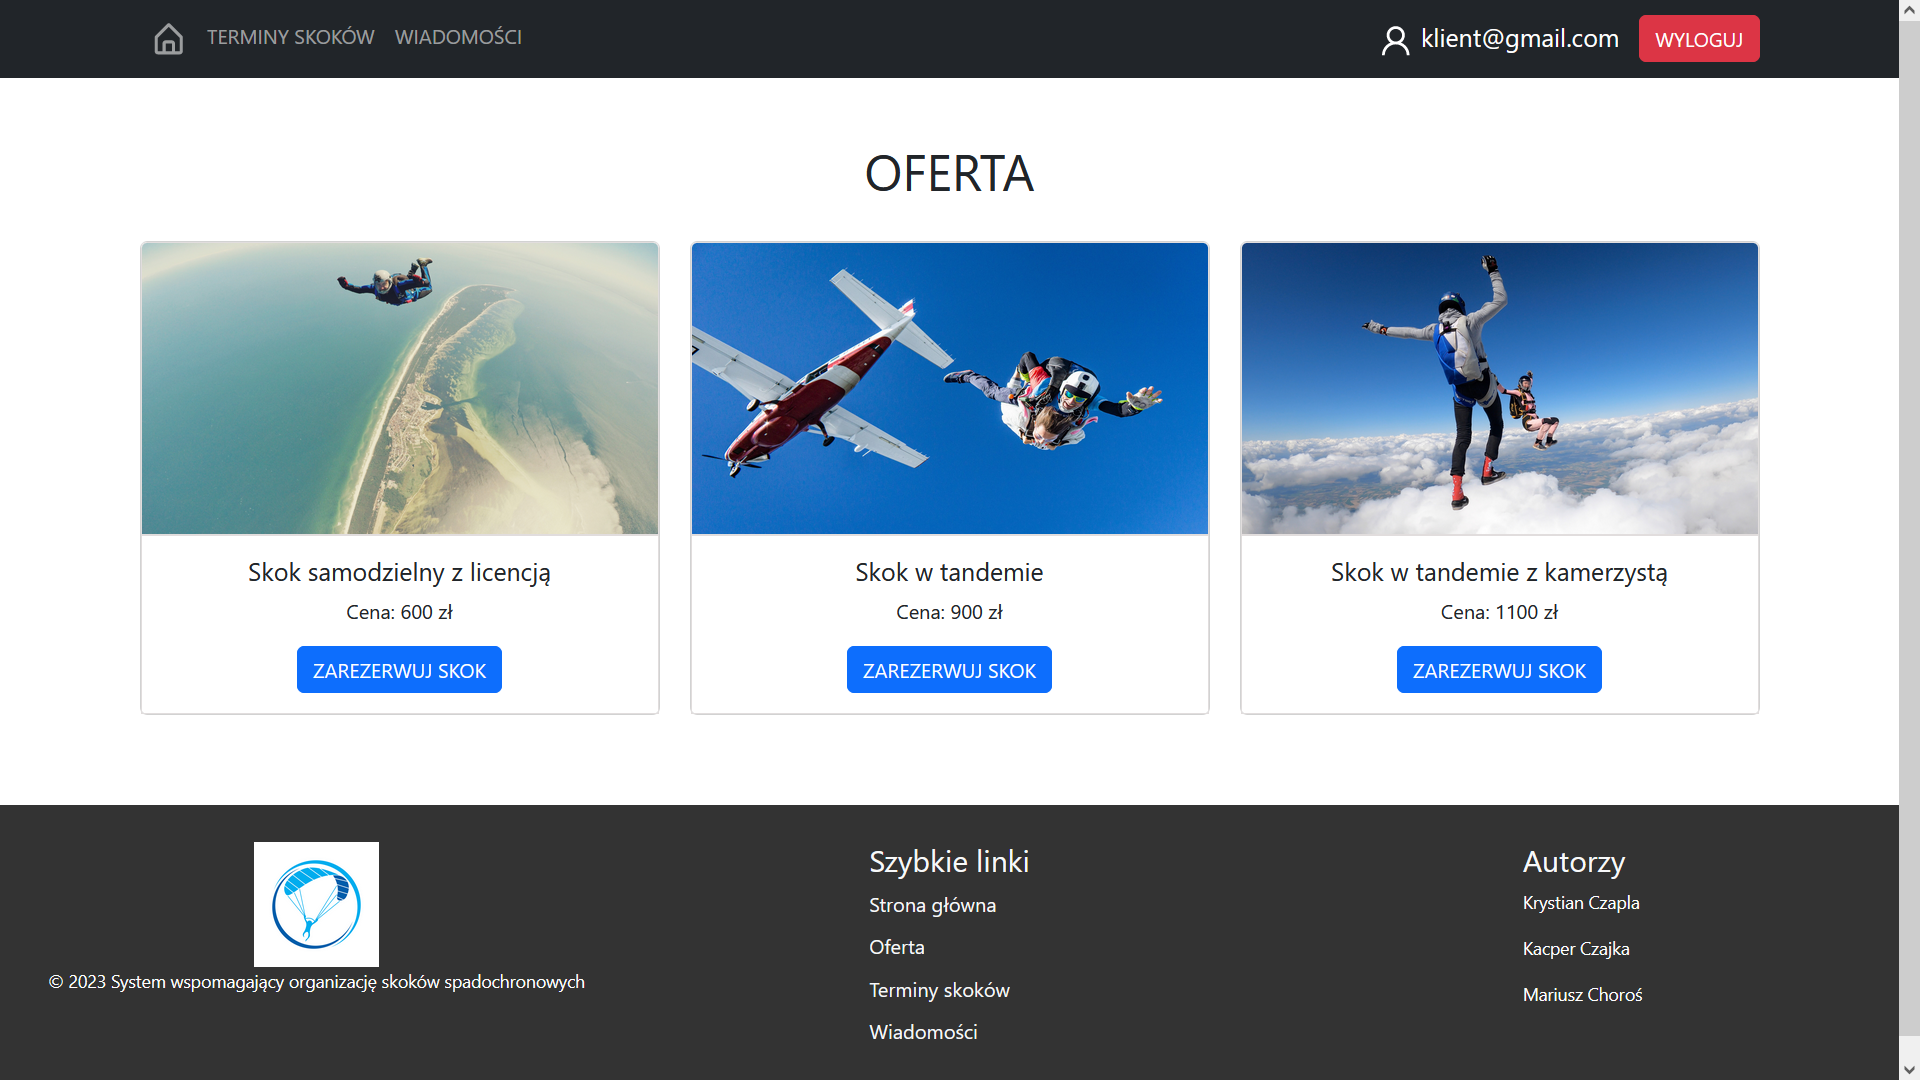 TERMINY SKOKÓW WIADOMOŚCI klient@gmail.com WYLOGUJ
OFERTA
Skok samodzielny z licencją
Cena: 600 zł
ZAREZERWUJ SKOK
Skok w tandemie
Cena: 900 zł
ZAREZERWUJ SKOK
Skok w tandemie z kamerzystą
Cena: 1100 zł
ZAREZERWUJ SKOK
© 2023 System wspomagający organizację skoków spadochronowych
Szybkie linki
Strona główna
Oferta
Terminy skoków
Wiadomości
Autorzy
Krystian Czapla
Kacper Czajka
Mariusz Choroś